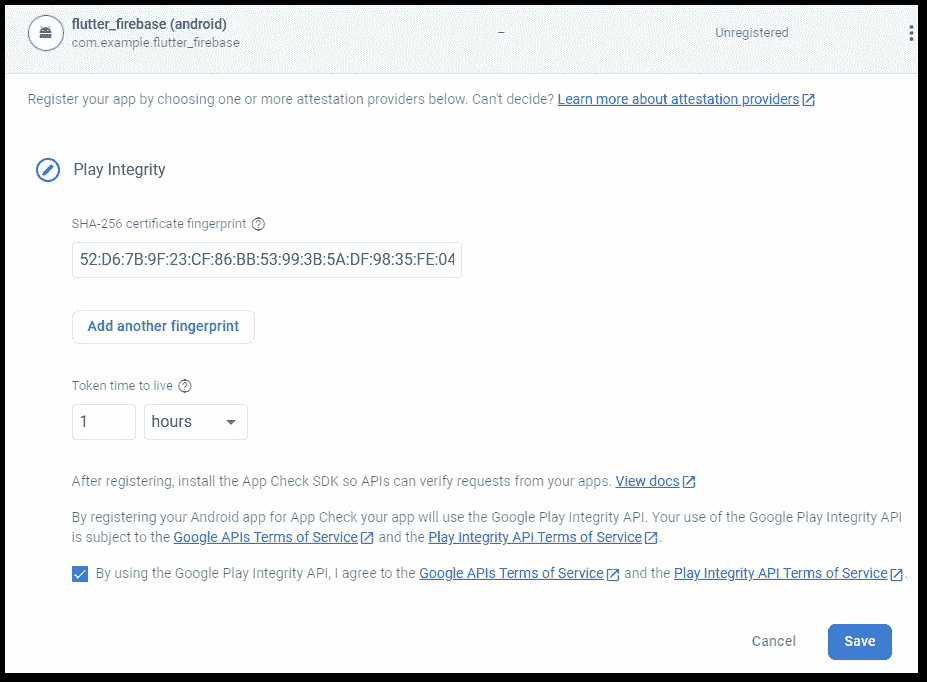 flutter_firebase (android)
com.example.flutter_firebase
–
Unregistered
Register your app by choosing one or more attestation providers below. Can't decide? Learn more about attestation providers
Play Integrity
SHA-256 certificate fingerprint
52:D6:7B:9F:23:CF:86:BB:53:99:3B:5A:DF:98:35:FE:04
Add another fingerprint
Token time to live
1
hours
After registering, install the App Check SDK so APIs can verify requests from your apps. View docs
By registering your Android app for App Check your app will use the Google Play Integrity API. Your use of the Google Play Integrity API
is subject to the Google APIs Terms of Service and the Play Integrity API Terms of Service.
By using the Google Play Integrity API, I agree to the Google APIs Terms of Service and the Play Integrity API Terms of Service.
Cancel
Save